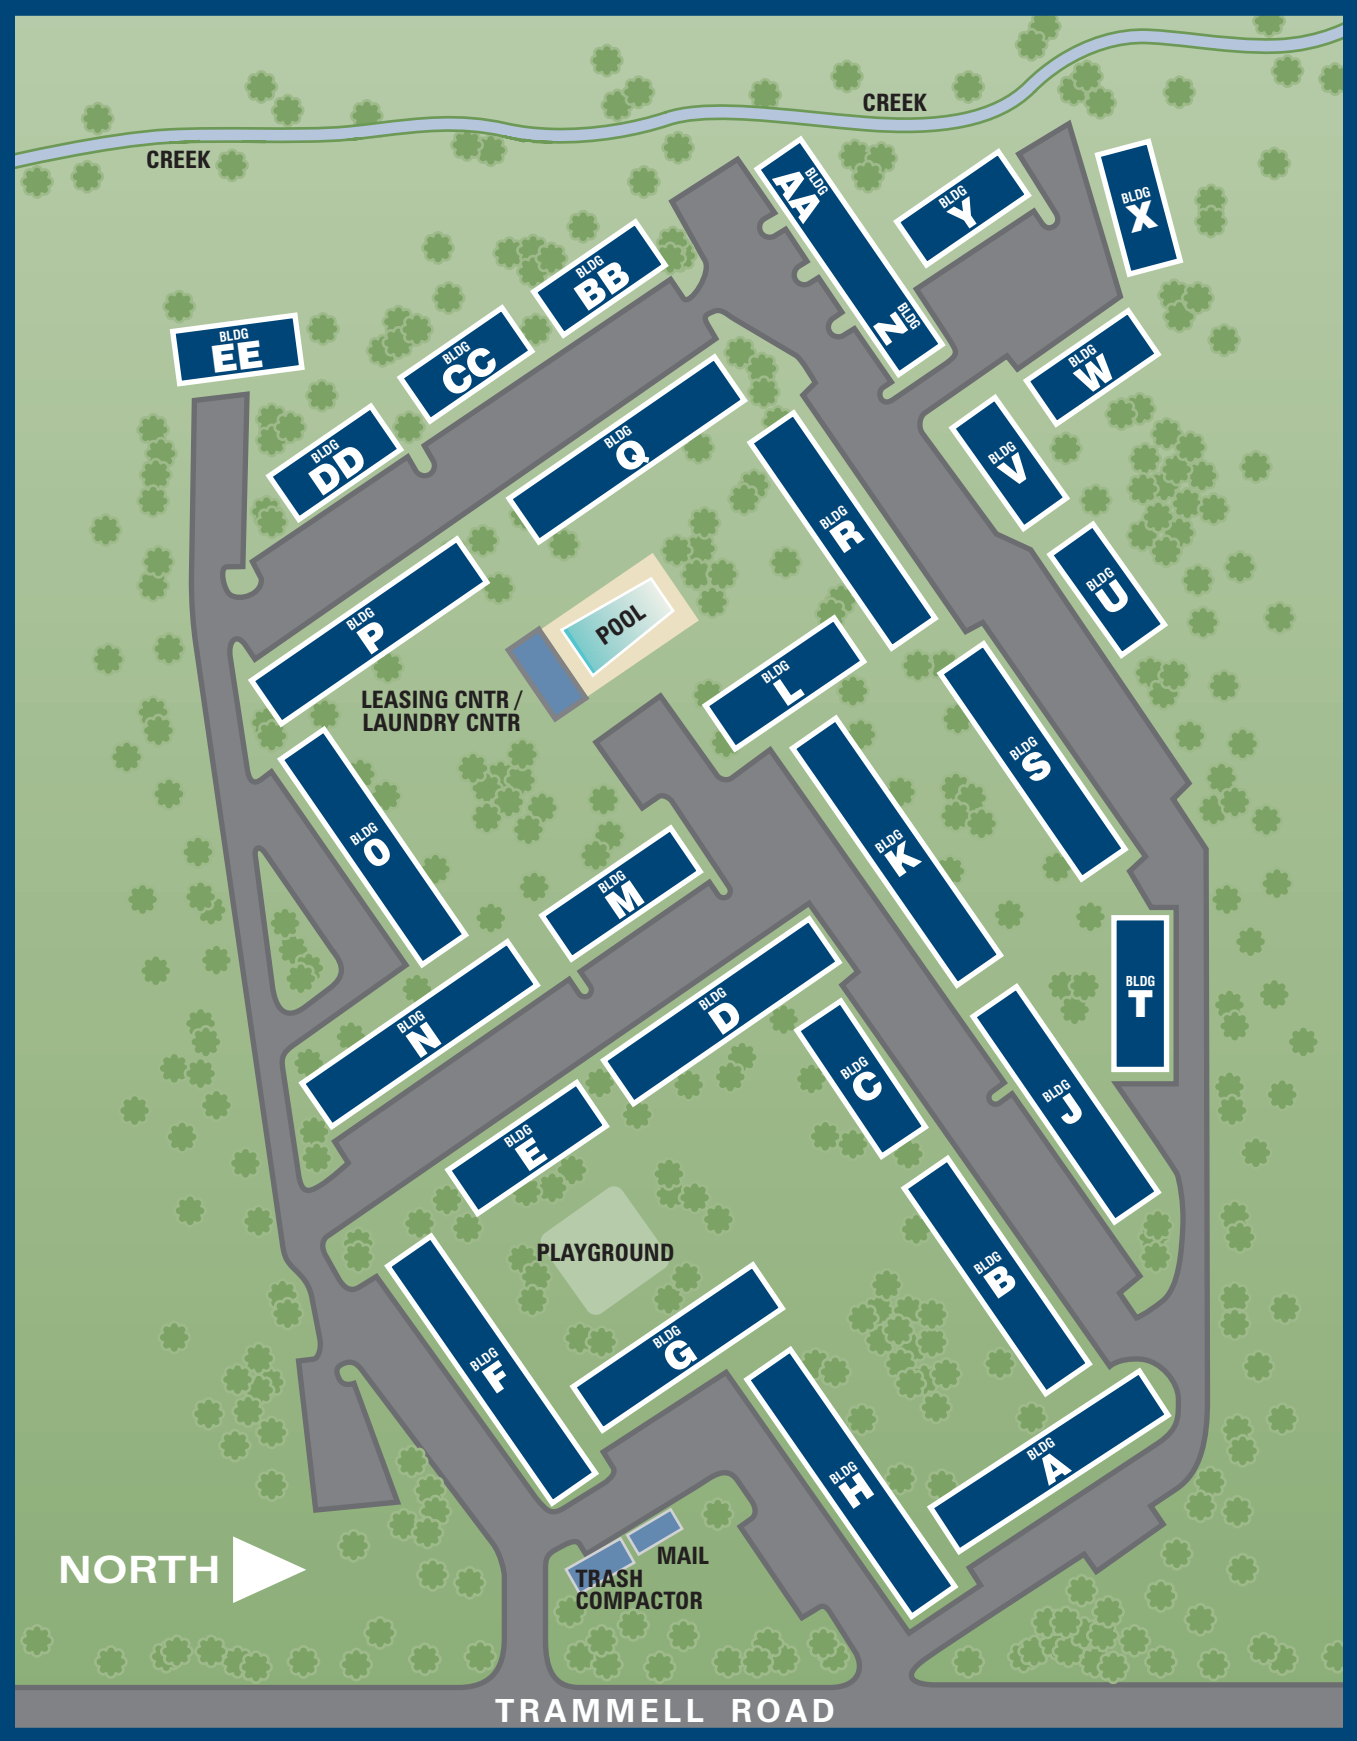 CREEK
CREEK
BLDG
AA
BLDG
Y
BLDG
X
BLDG
BB
BLDG
N
BLDG
EE
BLDG
CC
BLDG
W
BLDG
DD
BLDG
Q
BLDG
V
BLDG
R
BLDG
U
BLDG
P
POOL
LEASING CNTR /
LAUNDRY CNTR
BLDG
L
BLDG
S
BLDG
O
BLDG
K
BLDG
M
BLDG
T
BLDG
D
BLDG
N
BLDG
C
BLDG
J
BLDG
E
PLAYGROUND
BLDG
B
BLDG
G
BLDG
F
BLDG
A
BLDG
H
MAIL
TRASH
COMPACTOR
NORTH
TRAMMELL ROAD